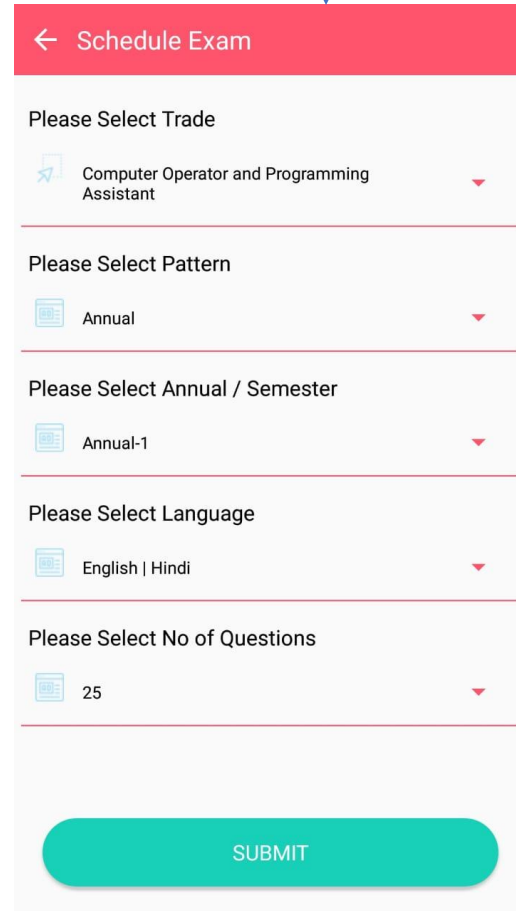 Schedule Exam
Please Select Trade
Computer Operator and Programming
Assistant
Please Select Pattern
Annual
Please Select Annual / Semester
Annual-1
Please Select Language
English | Hindi
Please Select No of Questions
25
SUBMIT